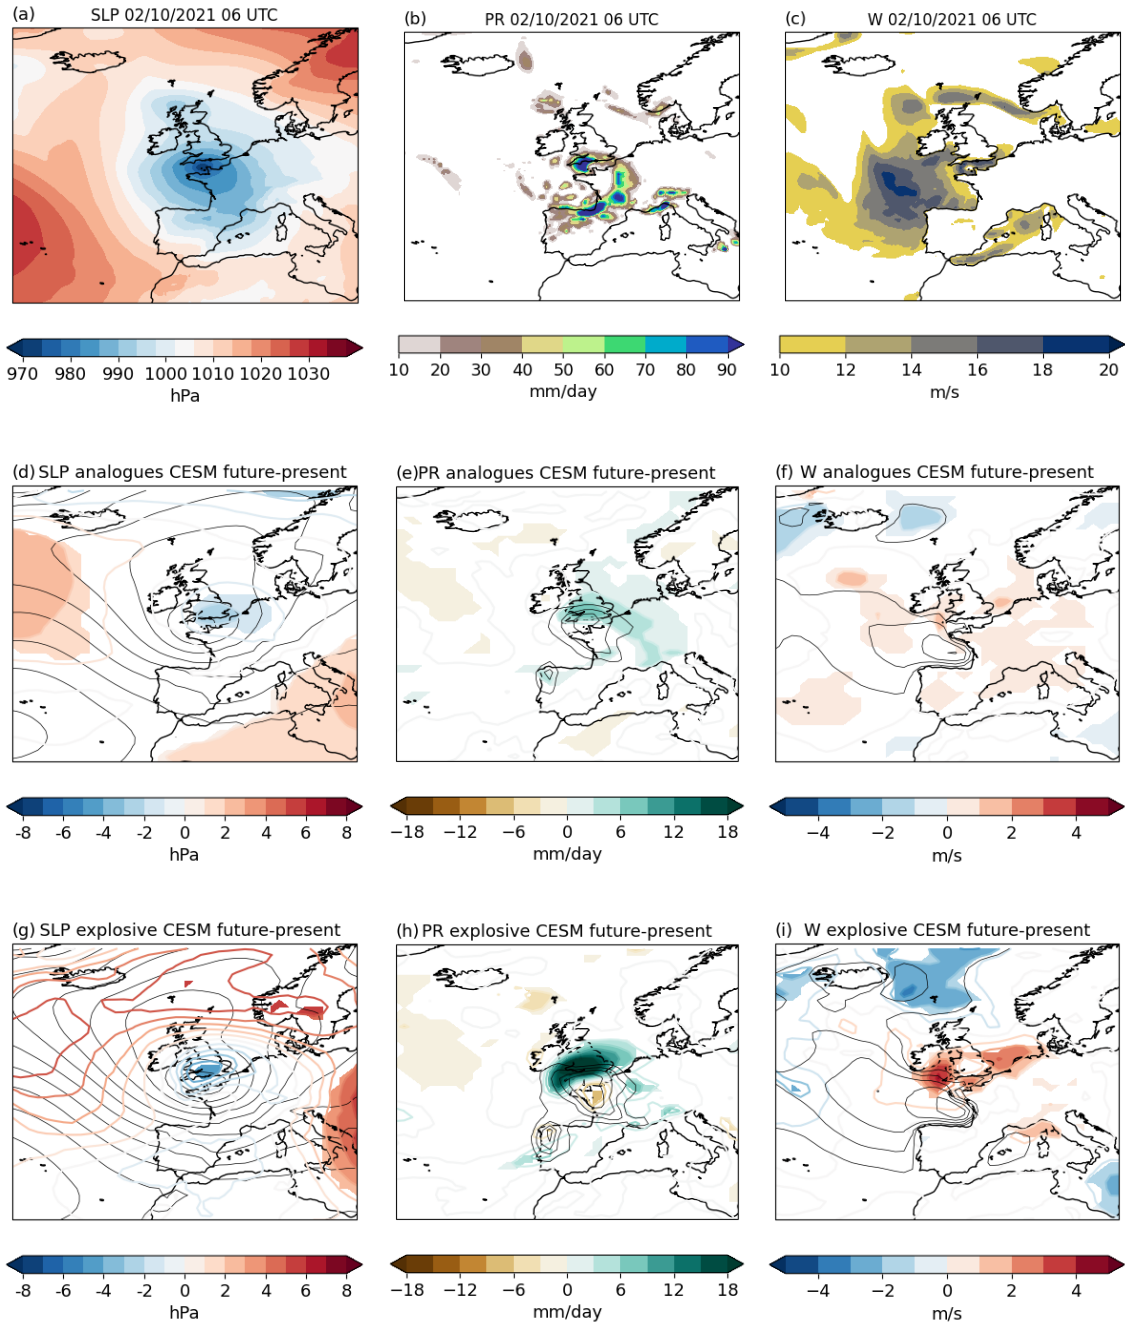 (a) SLP 02/10/2021 06 UTC
(b) PR 02/10/2021 06 UTC
(c) W 02/10/2021 06 UTC
970 980 990 1000 1010 1020 1030
hPa
10 20 30 40 50 60 70 80 90
mm/day
10 12 14 16 18 20
m/s
(d) SLP analogues CESM future-present
(e) PR analogues CESM future-present
(f) W analogues CESM future-present
-8 -6 -4 -2 0 2 4 6 8
hPa
−18 −12 −6 0 6 12 18
mm/day
−4 −2 0 2 4
m/s
(g) SLP explosive CESM future-present
(h) PR explosive CESM future-present
(i) W explosive CESM future-present
-8 -6 -4 -2 0 2 4 6 8
hPa
−18 −12 −6 0 6 12 18
mm/day
−4 −2 0 2 4
m/s